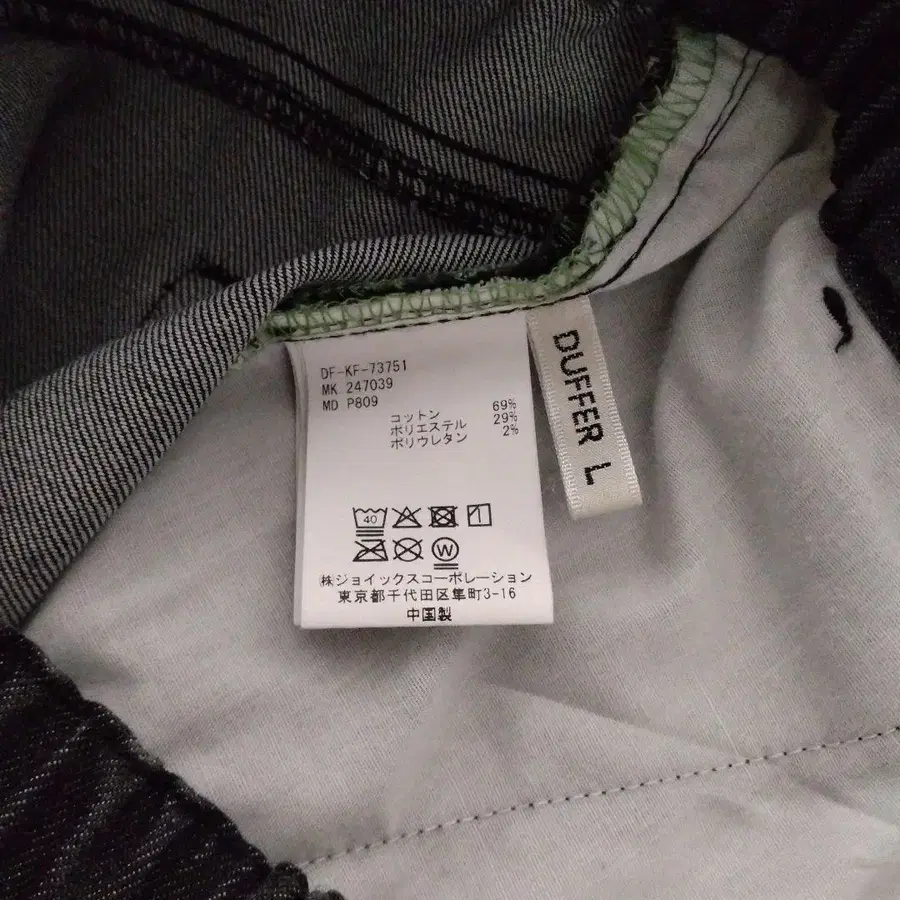 DF-KF-73751
MK 247039
MD P809
コットン 69%
ポリエステル 29%
ポリウレタン 2%
40
W
㈱ジョイックスコーポレーション
東京都千代田区隼町3-16
中国製
DUFFER L